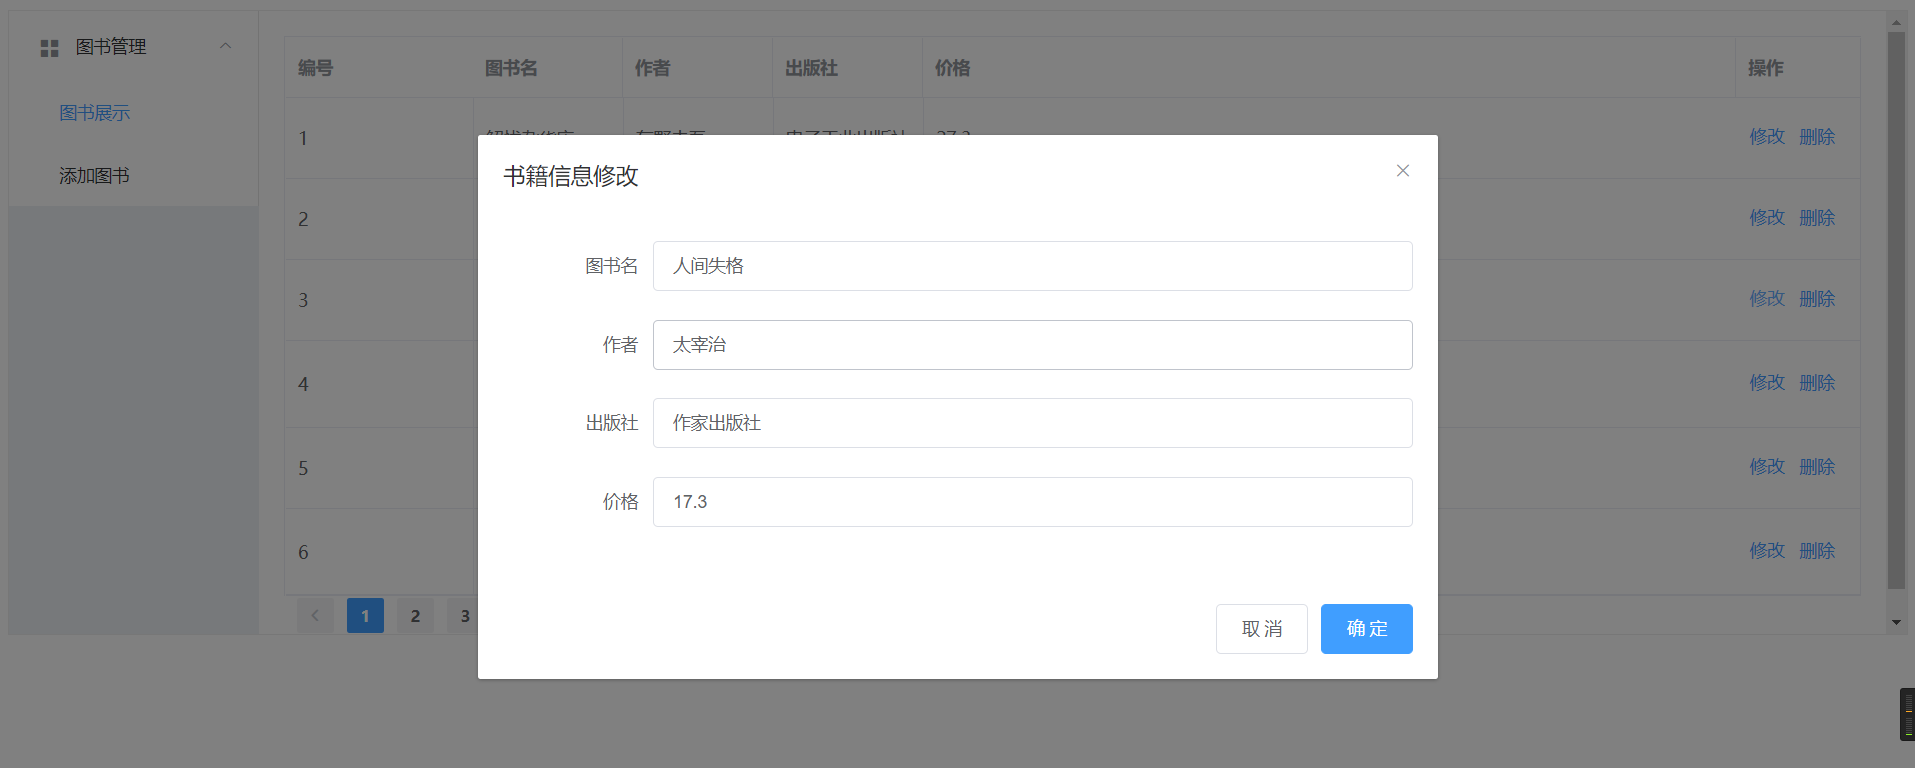 图书管理
图书展示
添加图书
编号 图书名 作者 出版社 价格 操作
1 修改 删除
2 修改 删除
3 修改 删除
4 修改 删除
5 修改 删除
6 修改 删除
1 2 3
书籍信息修改
图书名 人间失格
作者 太宰治
出版社 作家出版社
价格 17.3
取消 确定